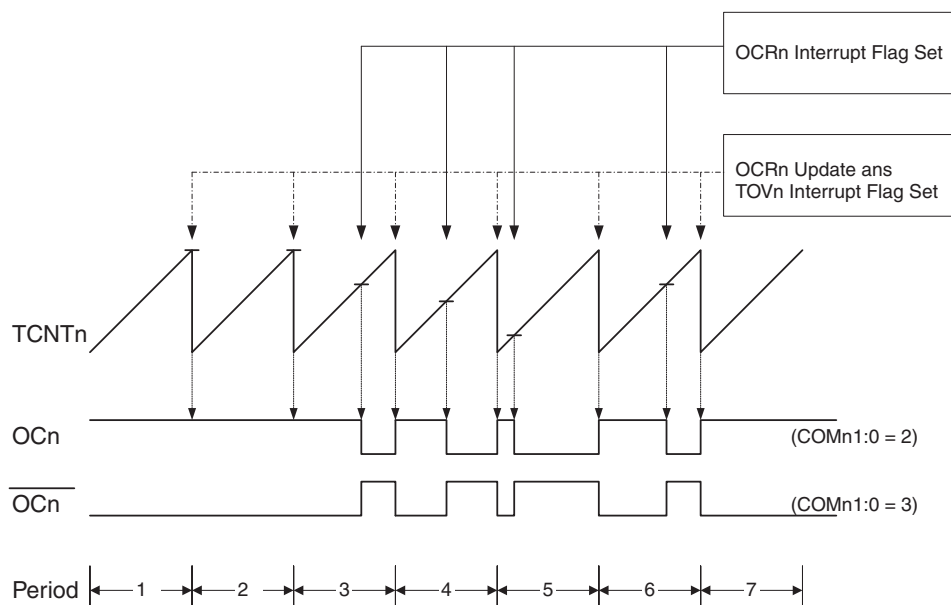 OCRn Interrupt Flag Set
OCRn Update ans
TOVn Interrupt Flag Set
TCNTn
OCn
(COMn1:0 = 2)
OCn
(COMn1:0 = 3)
Period
1
2
3
4
5
6
7